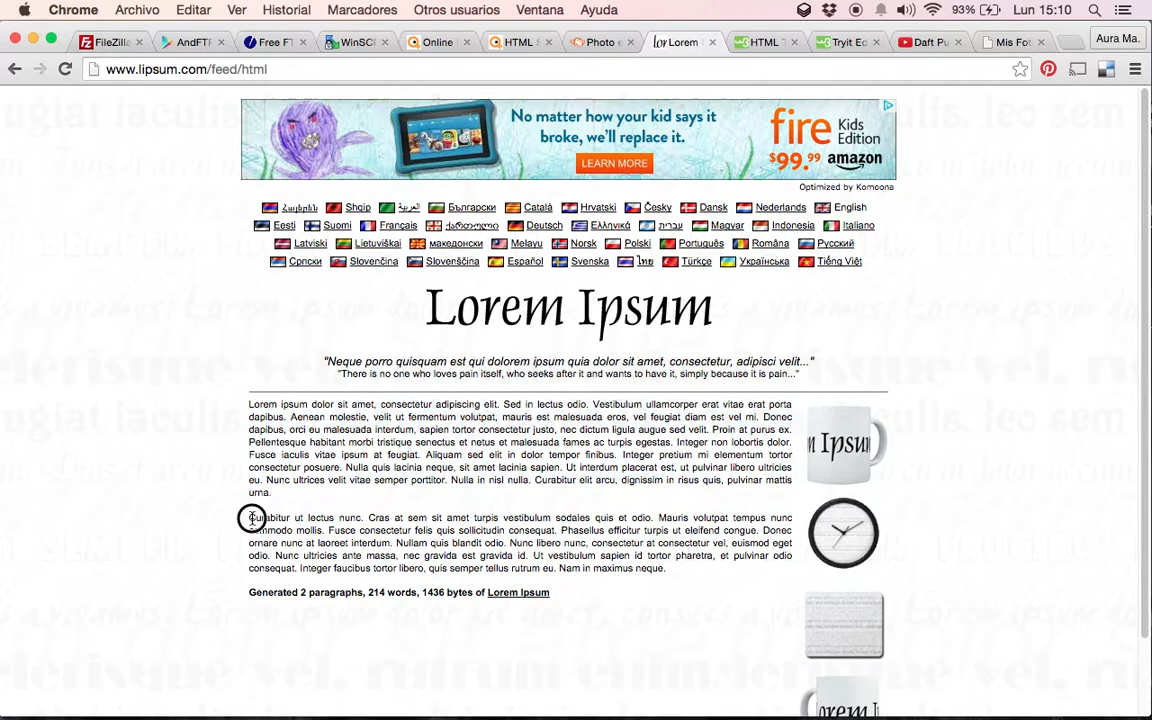 Chrome Archivo Editar Ver Historial Marcadores Otros usuarios Ventana Ayuda 93% Lun 15:10
FileZilla AndFTP Free FT WinSCP Online HTML S Photo e Lorem HTML T Tryit Ed Daft Pu Mis Fot Aura Ma.
www.lipsum.com/feed/html
No matter how your kid says it
broke, we'll replace it.
LEARN MORE
fire Kids
Edition
$99.99 amazon
Optimized by Komoona
Հայերեն Shqip العربية Български Català Hrvatski Česky Dansk Nederlands English
Eesti Suomi Français ქართული Deutsch Ελληνικά עברית Magyar Indonesia Italiano
Latviski Lietuviškai македонски Melayu Norsk Polski Português Româna Русский
Српски Slovenčina Slovenščina Español Svenska ไทย Türkçe Українська Tiếng Việt
Lorem Ipsum
"Neque porro quisquam est qui dolorem ipsum quia dolor sit amet, consectetur, adipisci velit..."
"There is no one who loves pain itself, who seeks after it and wants to have it, simply because it is pain..."
Lorem ipsum dolor sit amet, consectetur adipiscing elit. Sed in lectus odio. Vestibulum ullamcorper erat vitae erat porta
dapibus. Aenean molestie, velit ut fermentum volutpat, mauris est malesuada eros, vel feugiat diam est vel mi. Donec
dapibus, orci eu malesuada interdum, sapien tortor consectetur justo, nec dictum ligula augue sed velit. Proin at purus ex.
Pellentesque habitant morbi tristique senectus et netus et malesuada fames ac turpis egestas. Integer non lobortis dolor.
Fusce iaculis vitae ipsum at feugiat. Aliquam sed elit in dolor tempor finibus. Integer pretium mi interdum est
consectetur posuere. Nulla quis lacinia neque, sit amet lacinia sapien. Ut interdum placerat est, ut pulvinar libero ultricies
eu. Nunc ultrices velit vitae semper porttitor. Nulla in nisl nulla. Curabitur elit arcu, dignissim in risus quis, pulvinar mattis
urna.
Curabitur ut lectus nunc. Cras at sem sit amet turpis vestibulum sodales quis et odio. Mauris volutpat tempus nunc
commodo mollis. Fusce consectetur felis quis sollicitudin consequat. Phasellus efficitur turpis ut eleifend congue. Donec
ornare nunc at laoreet interdum. Nullam quis blandit odio. Nunc libero nunc, consectetur at consectetur vel, euismod eget
odio. Nunc ultricies ante massa, nec gravida est gravida id. Ut vestibulum sapien id tortor pharetra, et pulvinar odio
consequat. Integer faucibus tortor libero, quis semper tellus rutrum eu. Nam in maximus neque.
Generated 2 paragraphs, 214 words, 1436 bytes of Lorem Ipsum